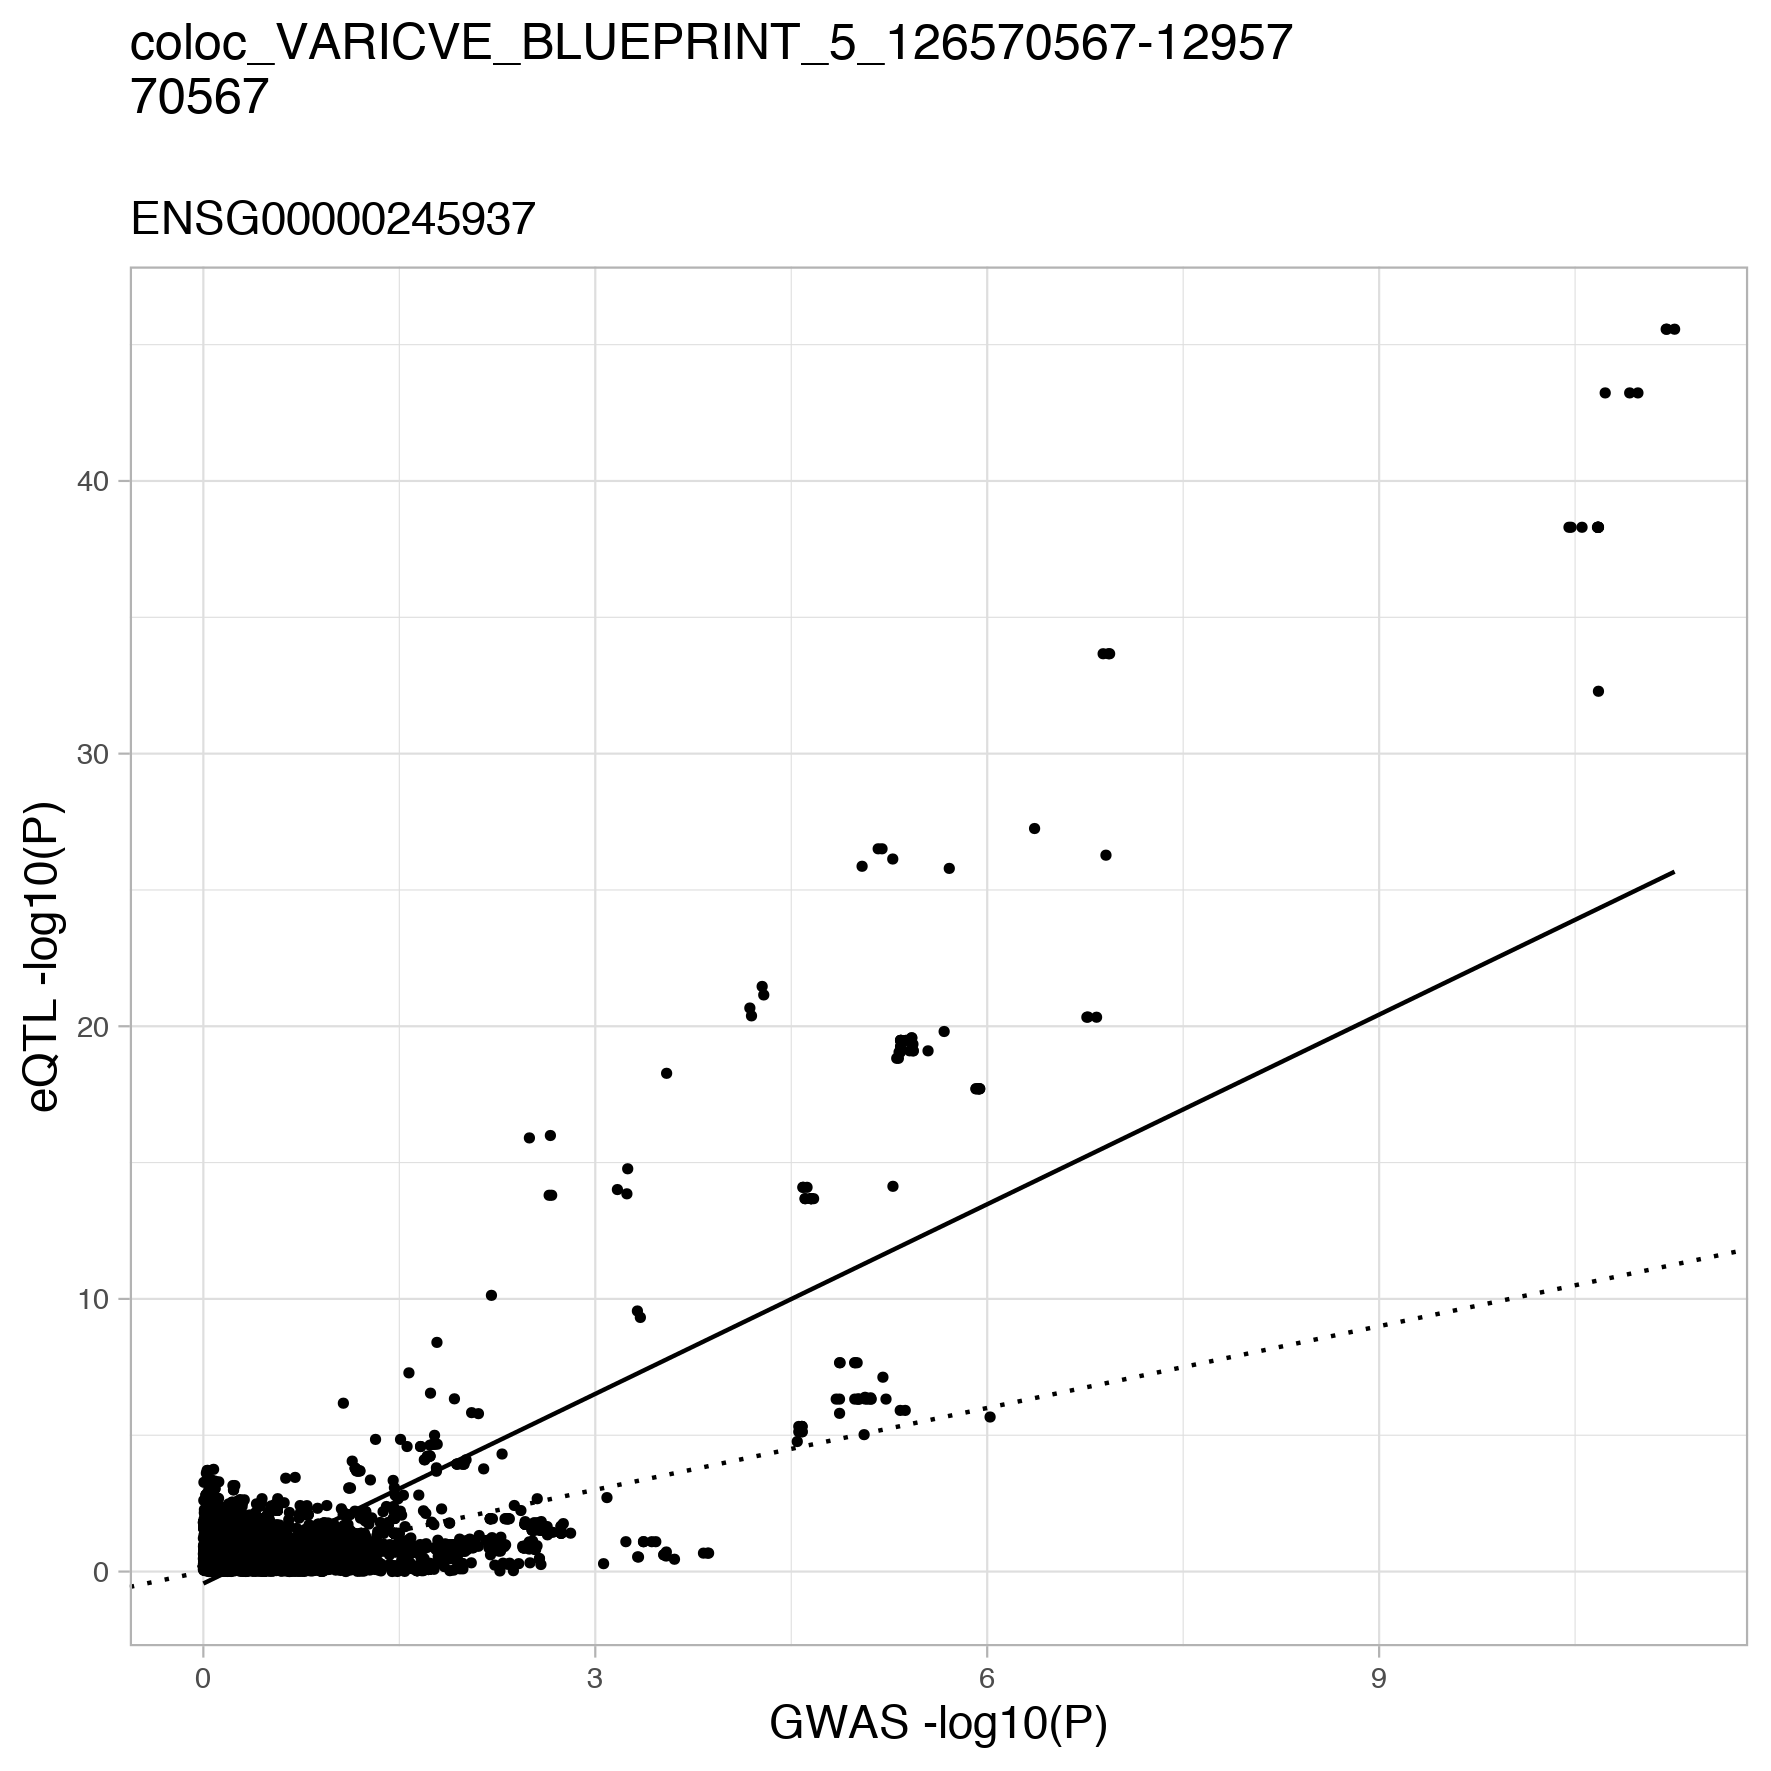 coloc_VARICVE_BLUEPRINT_5_126570567-12957
70567
ENSG00000245937
eQTL -log10(P)
40
30
20
10
0
0
3
6
9
GWAS -log10(P)